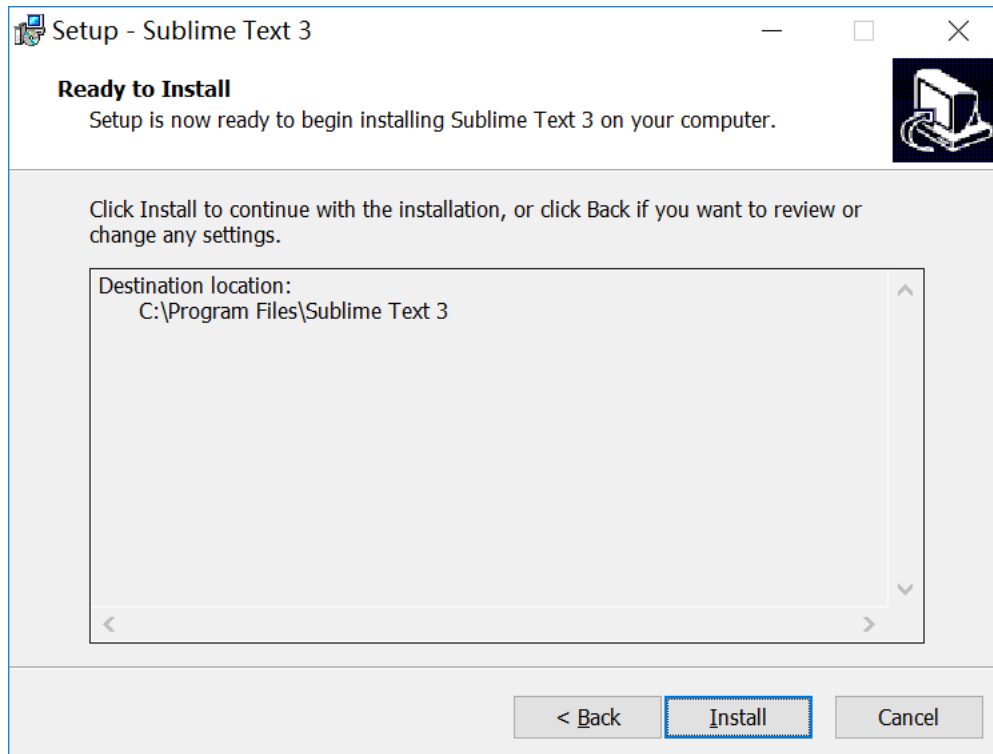 Setup - Sublime Text 3
Ready to Install
Setup is now ready to begin installing Sublime Text 3 on your computer.
Click Install to continue with the installation, or click Back if you want to review or
change any settings.
Destination location:
C:\Program Files\Sublime Text 3
< Back
Install
Cancel